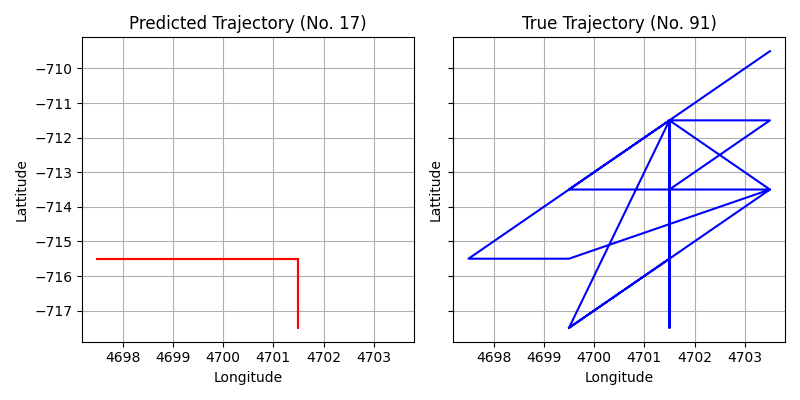 Predicted Trajectory (No. 17)
True Trajectory (No. 91)
−710
−711
−712
−713
−714
−715
−716
−717
Lattitude
Lattitude
4698 4699 4700 4701 4702 4703
4698 4699 4700 4701 4702 4703
Longitude
Longitude